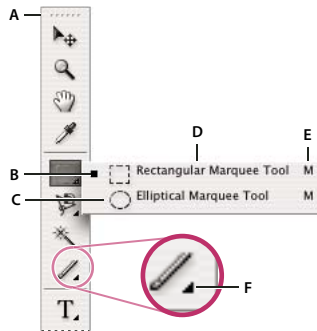 A
D
E
B
Rectangular Marquee Tool M
C
Elliptical Marquee Tool M
F
T